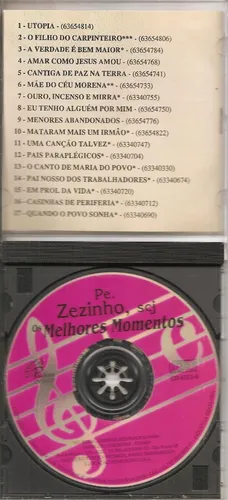 1 - UTOPIA - (63654814)
2 - O FILHO DO CARPINTEIRO*** - (63654806)
3 - A VERDADE É BEM MAIOR* - (63654784)
4 - AMAR COMO JESUS AMOU - (63654768)
5 - CANTIGA DE PAZ NA TERRA - (63654741)
6 - MÃE DO CÉU MORENA** - (63654733)
7 - OURO, INCENSO E MIRRA* - (63340755)
8 - EU TENHO ALGUÉM POR MIM - (63654750)
9 - MENORES ABANDONADOS - (63654776)
10 - MATARAM MAIS UM IRMÃO* - (63654822)
11 - UMA CANÇÃO TALVEZ* - (63340747)
12 - PAIS PARAPLÉGICOS* - (63340704)
13 - O CANTO DE MARIA DO POVO* - (63340330)
14 - PAI NOSSO DOS TRABALHADORES* - (63340674)
15 - EM PROL DA VIDA* - (63340720)
16 - CASINHAS DE PERIFERIA - (63340712)
17 - QUANDO O POVO SONHA* - (63340690)
Pe.
Zezinho, scj
Os Melhores Momentos